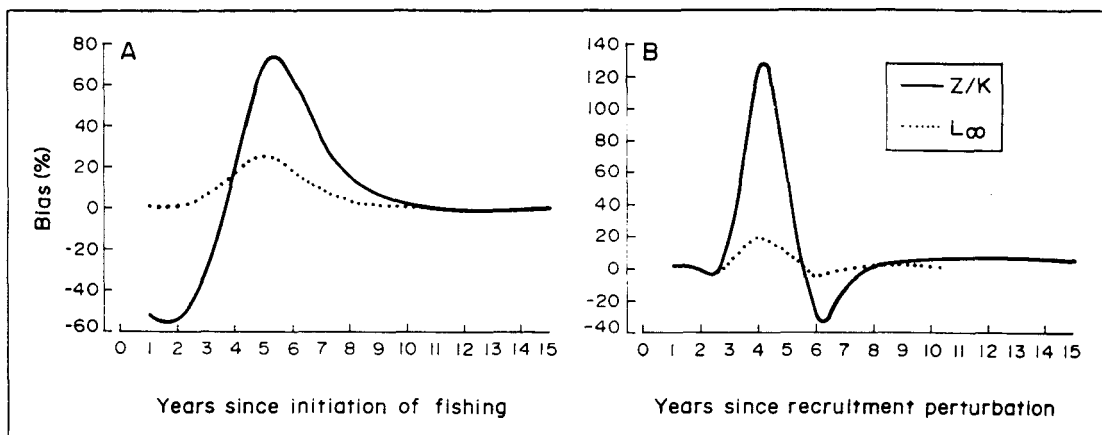 A
Bias (%)
80
60
40
20
0
-20
-40
-60
0 1 2 3 4 5 6 7 8 9 10 11 12 13 14 15
Years since initiation of fishing
B
140
120
100
80
60
40
20
0
-20
-40
0 1 2 3 4 5 6 7 8 9 10 11 12 13 14 15
Years since recruitment perturbation
Z/K
L∞